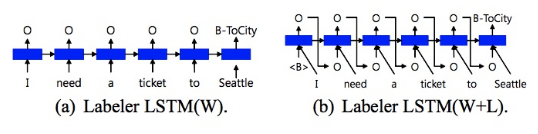 O O O O O B-ToCity
I need a ticket to Seattle
(a) Labeler LSTM(W).
O O O O O B-ToCity
<B> O O O O O
I need a ticket to Seattle
(b) Labeler LSTM(W+L).